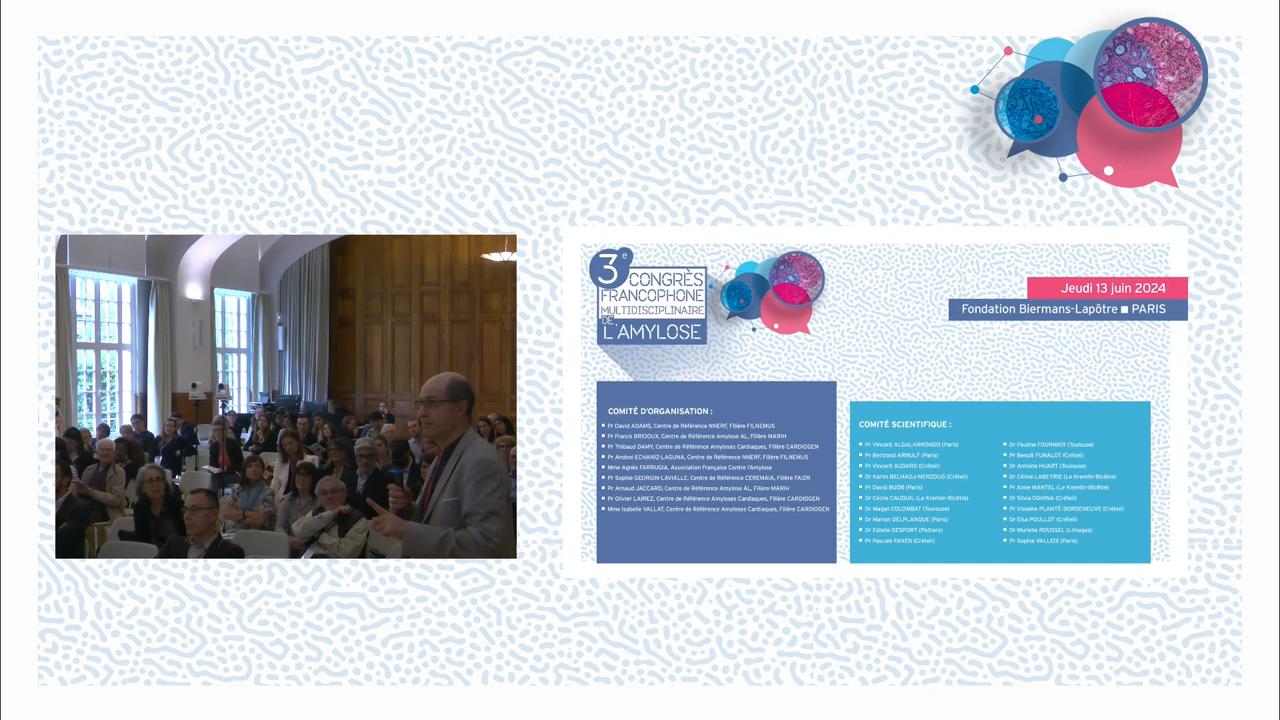 3e CONGRÈS
FRANCOPHONE
MULTIDISCIPLINAIRE
DE L'AMYLOSE
Jeudi 13 juin 2024
Fondation Biermans-Lapôtre ■ PARIS
COMITÉ D'ORGANISATION :
Pr David ADAMS, Centre de Référence NNERF, Filière FILNEMUS
Pr Franck BRIDOUX, Centre de Référence Amylose AL, Filière MARIH
Pr Thibaud DAMY, Centre de Référence Amyloses Cardiaques, Filière CARDIOGEN
Pr Andoni ECHANIZ-LAGUNA, Centre de Référence NNERF, Filière FILNEMUS
Mme Agnès FARRUGIA, Association Française Contre l'Amylose
Pr Sophie GEORGIN-LAVIALLE, Centre de Référence CEREMAIA, Filière FAI2R
Pr Arnaud JACCARD, Centre de Référence Amylose AL, Filière MARIH
Pr Olivier LAIREZ, Centre de Référence Amyloses Cardiaques, Filière CARDIOGEN
Mme Isabelle VALLAT, Centre de Référence Amyloses Cardiaques, Filière CARDIOGEN
COMITÉ SCIENTIFIQUE :
Pr Vincent ALGALARRONDO (Paris)
Pr Bertrand ARNULF (Paris)
Pr Vincent AUDARD (Créteil)
Dr Karim BELHADJ-MERZOUG (Créteil)
Pr David BUOB (Paris)
Dr Cécile CAUQUIL (Le Kremlin-Bicêtre)
Dr Magali COLOMBAT (Toulouse)
Dr Marion DELPLANQUE (Paris)
Dr Estelle DESPORT (Poitiers)
Pr Pascale FANEN (Créteil)
Dr Pauline FOURNIER (Toulouse)
Pr Benoît FUNALOT (Créteil)
Dr Antoine HUART (Toulouse)
Dr Céline LABEYRIE (Le Kremlin-Bicêtre)
Pr Anne MANTEL (Le Kremlin-Bicêtre)
Dr Silvia OGHINA (Créteil)
Pr Violaine PLANTÉ-BORDENEUVE (Créteil)
Dr Elsa POULLOT (Créteil)
Dr Murielle ROUSSEL (Limoges)
Pr Sophie VALLEIX (Paris)